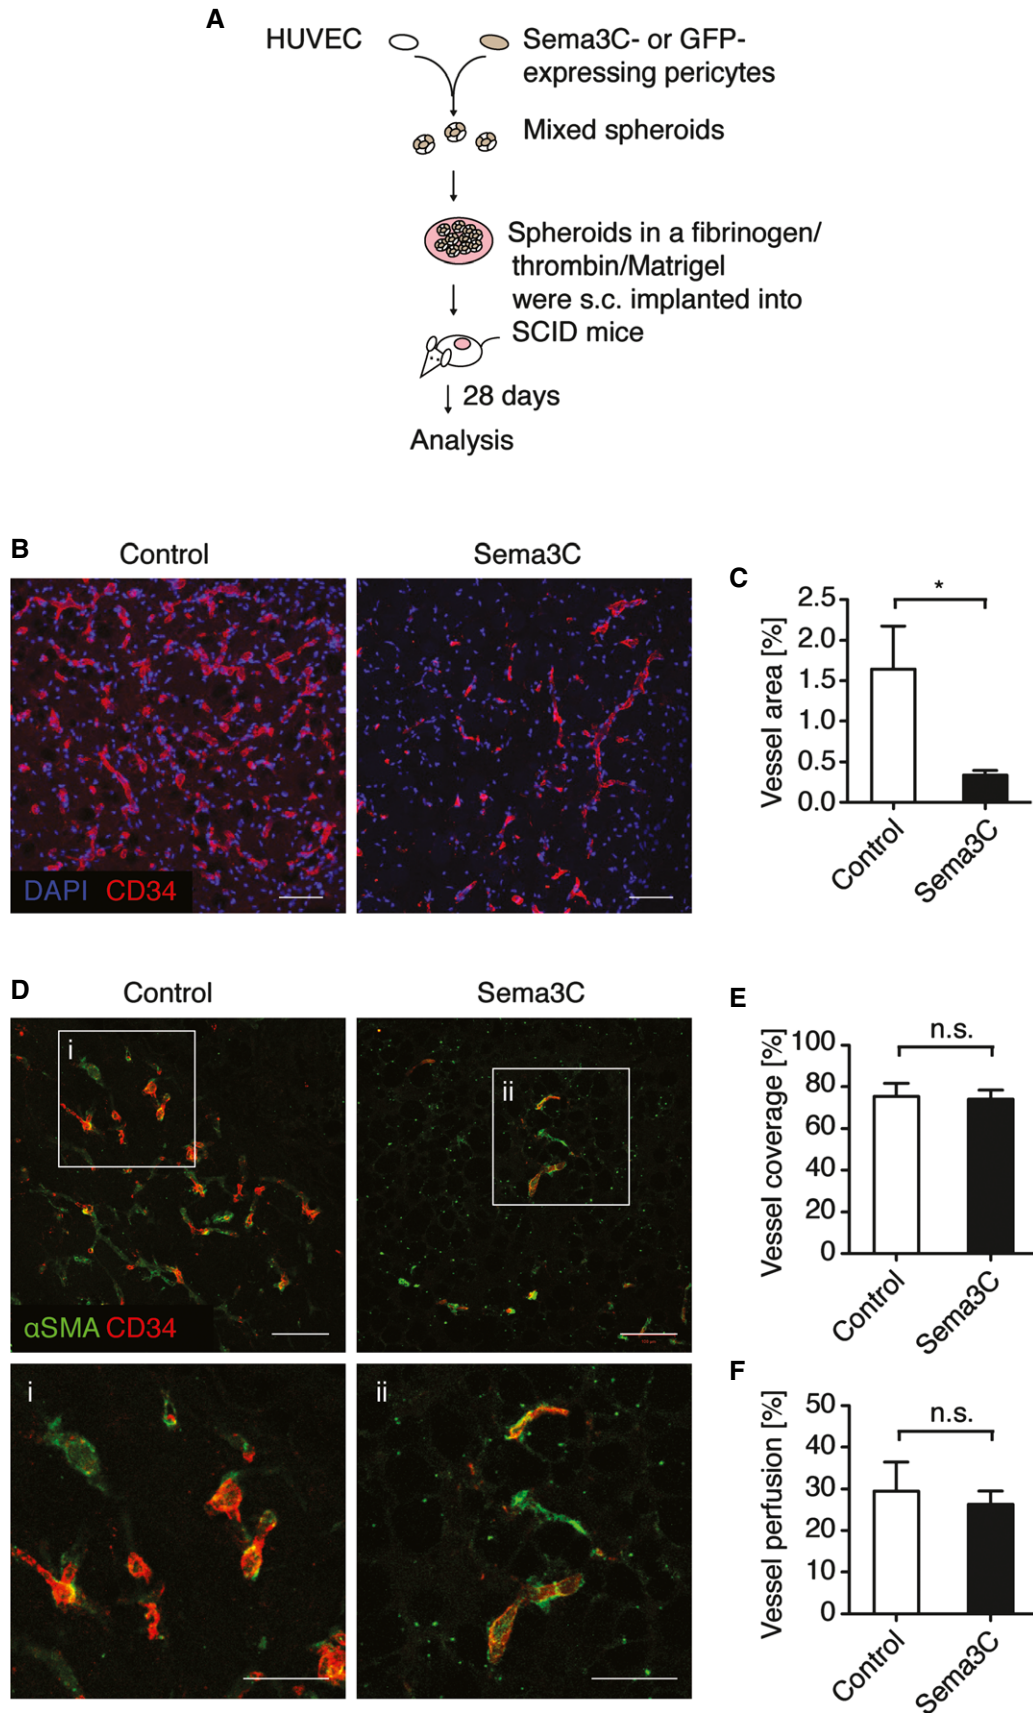 A
HUVEC
Sema3C- or GFP-
expressing pericytes
Mixed spheroids
Spheroids in a fibrinogen/
thrombin/Matrigel
were s.c. implanted into
SCID mice
28 days
Analysis
B
Control
Sema3C
DAPI CD34
C
Vessel area [%]
2.5
2.0
1.5
1.0
0.5
0.0
*
Control
Sema3C
D
Control
Sema3C
i
ii
αSMA CD34
i
ii
E
Vessel coverage [%]
100
80
60
40
20
0
n.s.
Control
Sema3C
F
Vessel perfusion [%]
50
40
30
20
10
0
n.s.
Control
Sema3C